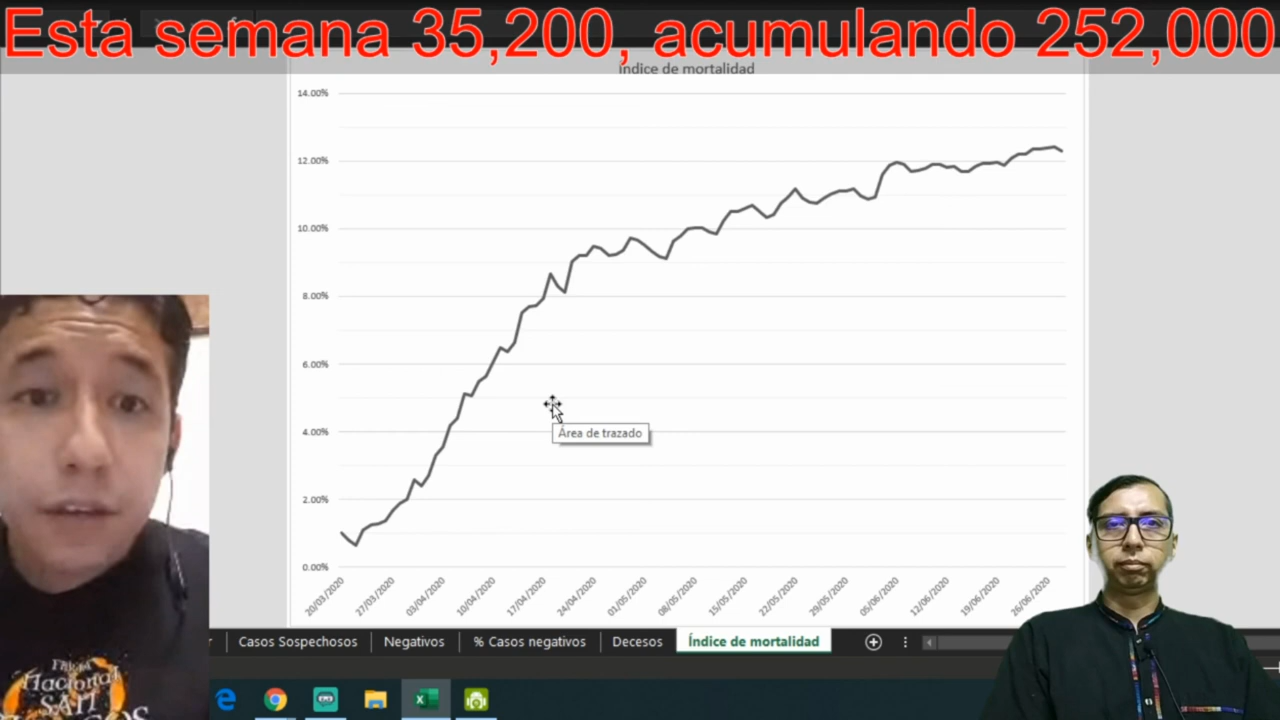 Esta semana 35,200, acumulando 252,000
Índice de mortalidad
14.00%
12.00%
10.00%
8.00%
6.00%
4.00%
2.00%
0.00%
Área de trazado
20/03/2020
27/03/2020
03/04/2020
10/04/2020
17/04/2020
24/04/2020
01/05/2020
08/05/2020
15/05/2020
22/05/2020
29/05/2020
05/06/2020
12/06/2020
19/06/2020
26/06/2020
Casos Sospechosos
Negativos
% Casos negativos
Decesos
Índice de mortalidad
Nacional
SAN